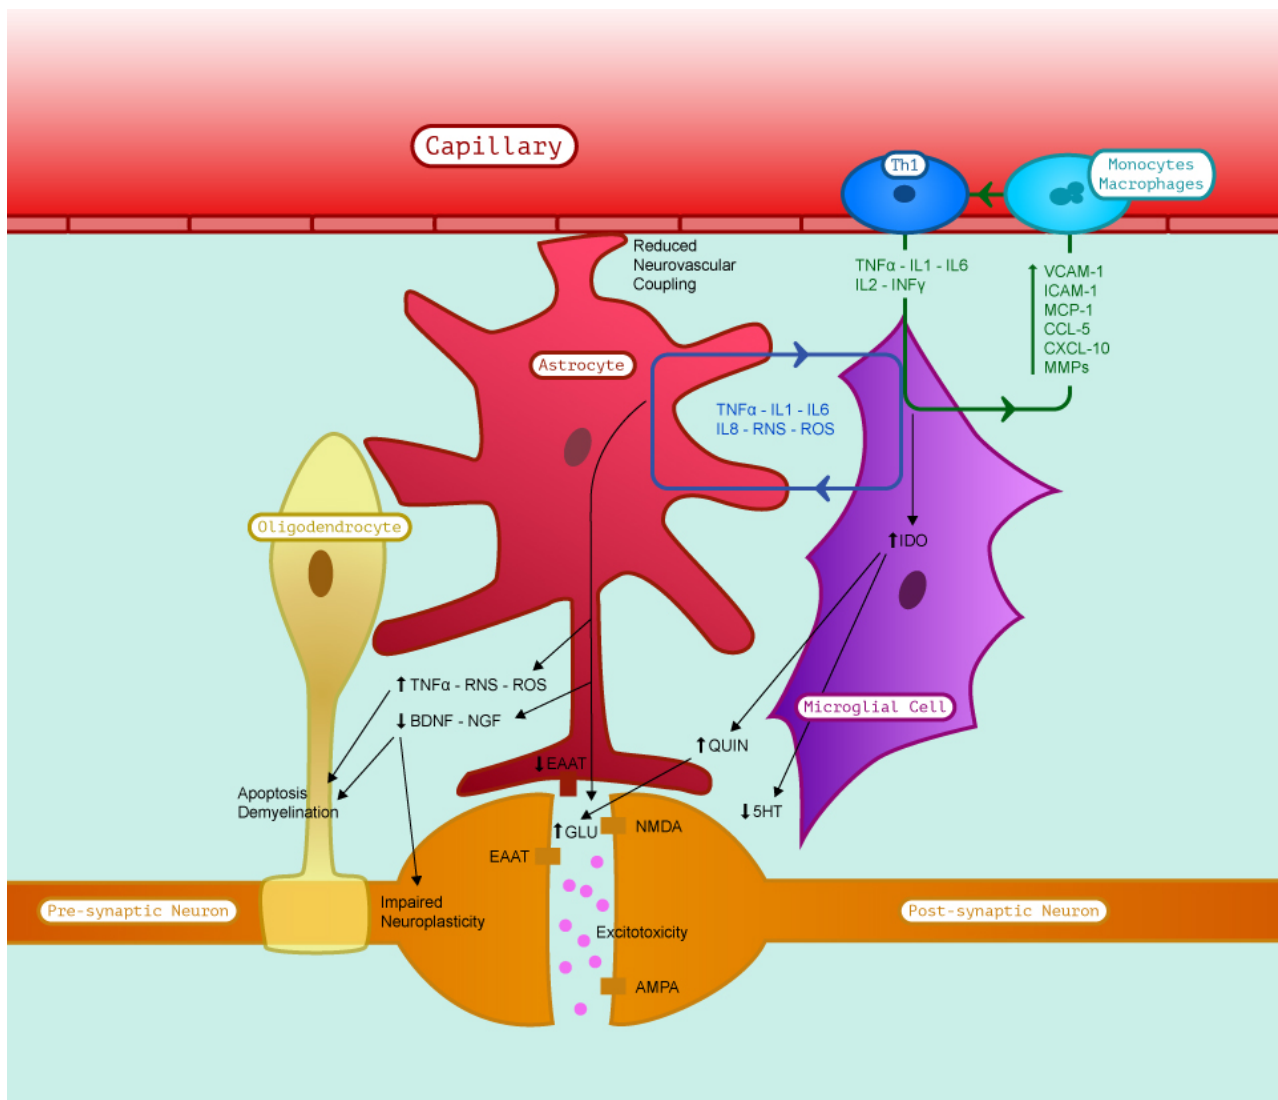 Capillary
Th1
Monocytes
Macrophages
Reduced
Neurovascular
Coupling
TNFα - IL1 - IL6
IL2 - INFγ
↑ VCAM-1
ICAM-1
MCP-1
CCL-5
CXCL-10
MMPs
Astrocyte
TNFα - IL1 - IL6
IL8 - RNS - ROS
Oligodendrocyte
↑IDO
↑TNFα - RNS - ROS
↓BDNF - NGF
Microglial Cell
↑QUIN
↓EAAT
Apoptosis
Demyelination
↓5HT
↑GLU
NMDA
EAAT
Pre-synaptic Neuron
Impaired
Neuroplasticity
Post-synaptic Neuron
Excitotoxicity
AMPA